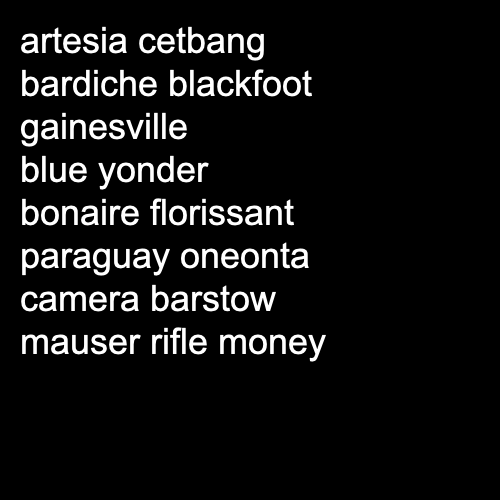 artesia cetbang
bardiche blackfoot
gainesville
blue yonder
bonaire florissant
paraguay oneonta
camera barstow
mauser rifle money